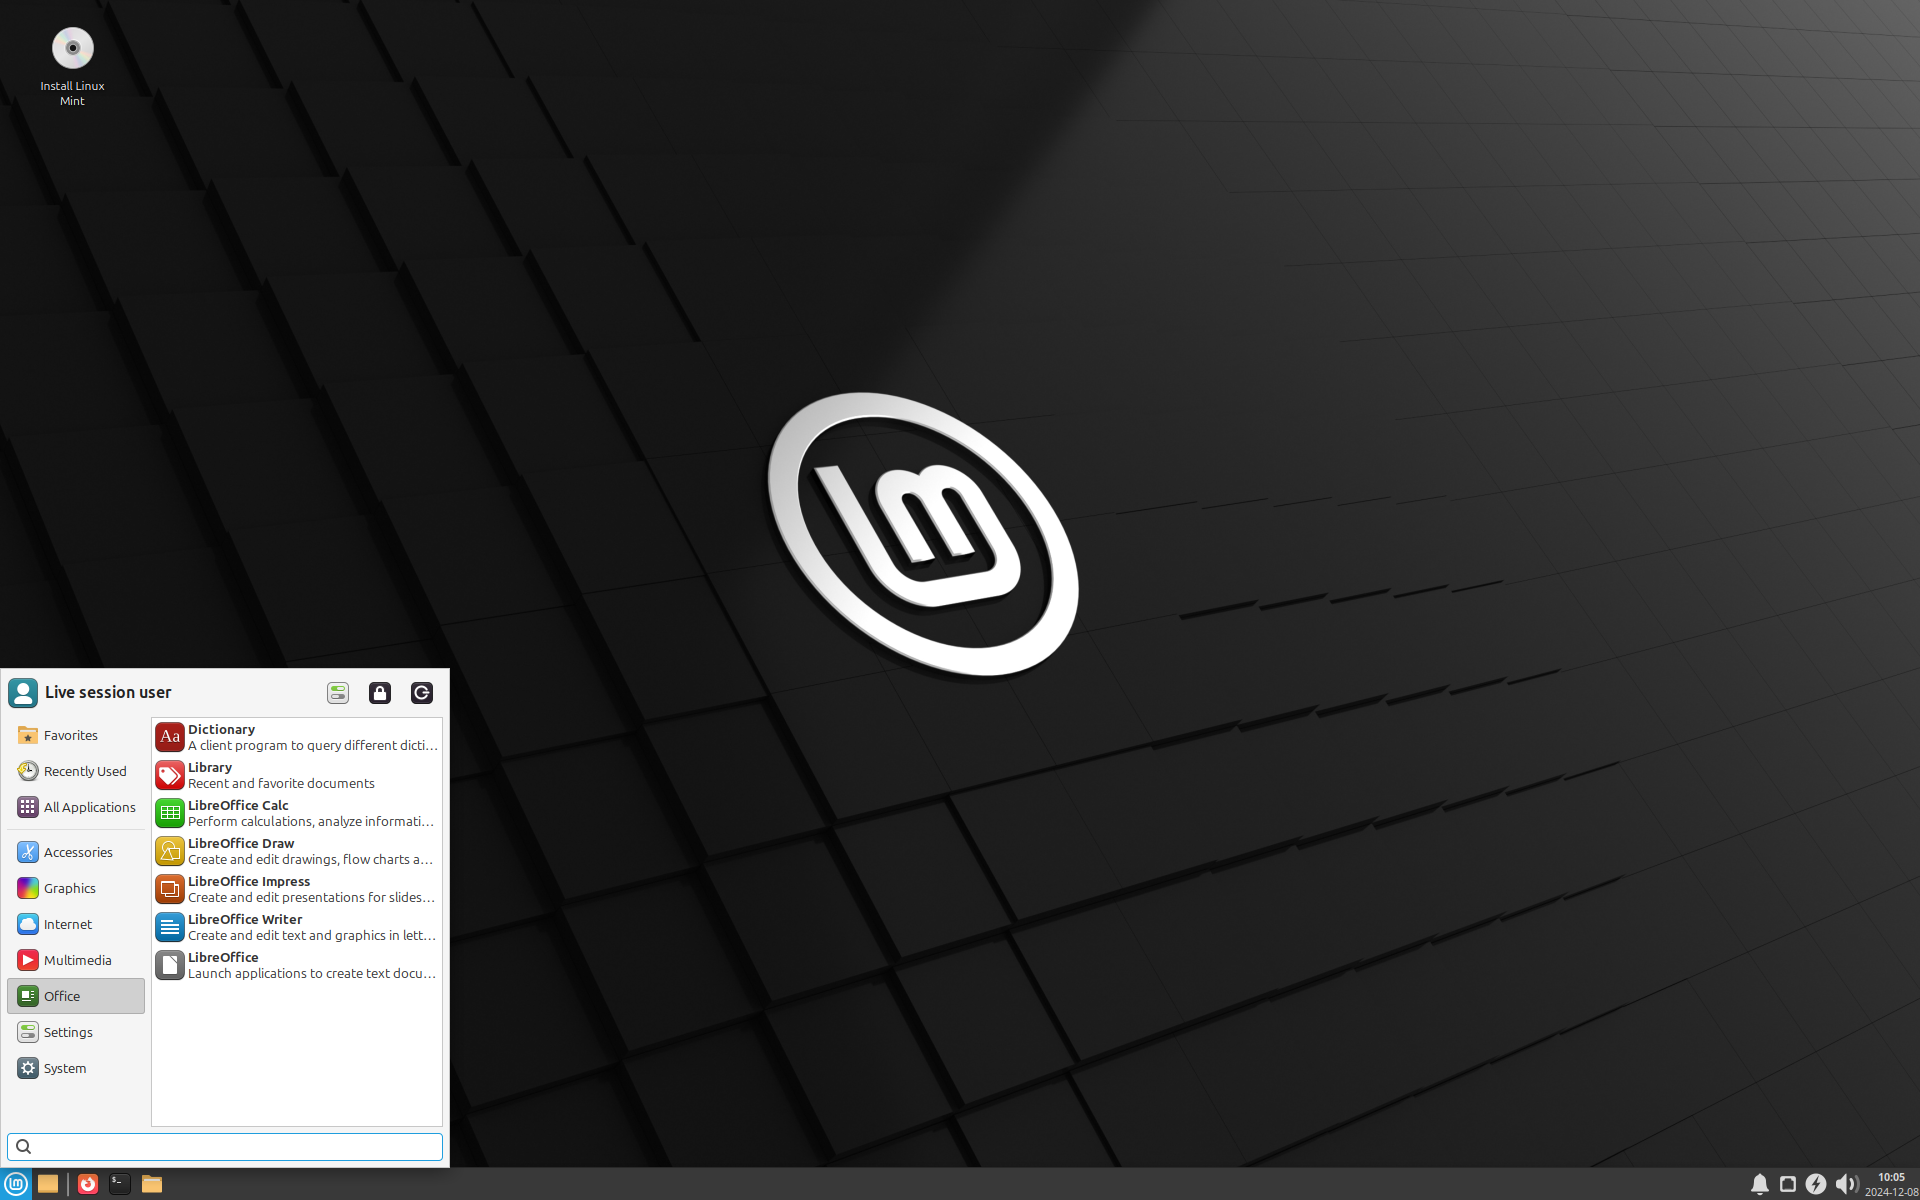 Install Linux
Mint
Live session user
Favorites
Recently Used
All Applications
Accessories
Graphics
Internet
Multimedia
Office
Settings
System
Aa
Dictionary
A client program to query different dicti...
Library
Recent and favorite documents
LibreOffice Calc
Perform calculations, analyze informati...
LibreOffice Draw
Create and edit drawings, flow charts a...
LibreOffice Impress
Create and edit presentations for slides...
LibreOffice Writer
Create and edit text and graphics in lett...
LibreOffice
Launch applications to create text docu...
10:05
2024-12-08